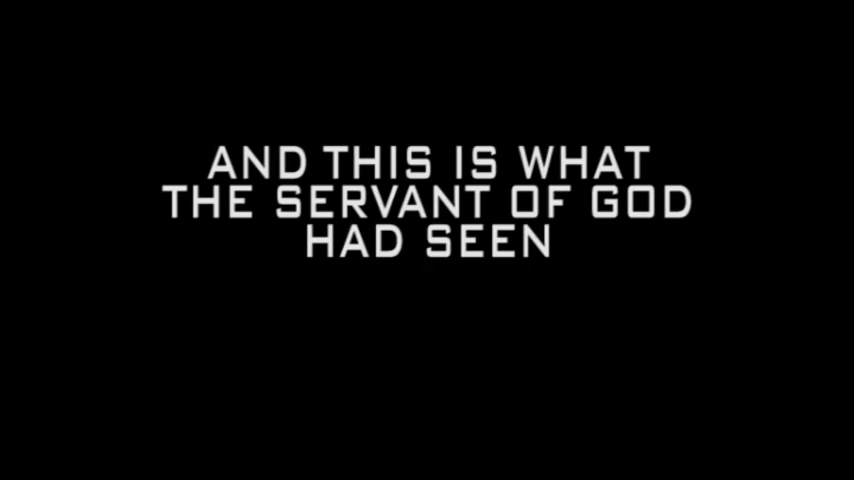 AND THIS IS WHAT
THE SERVANT OF GOD
HAD SEEN